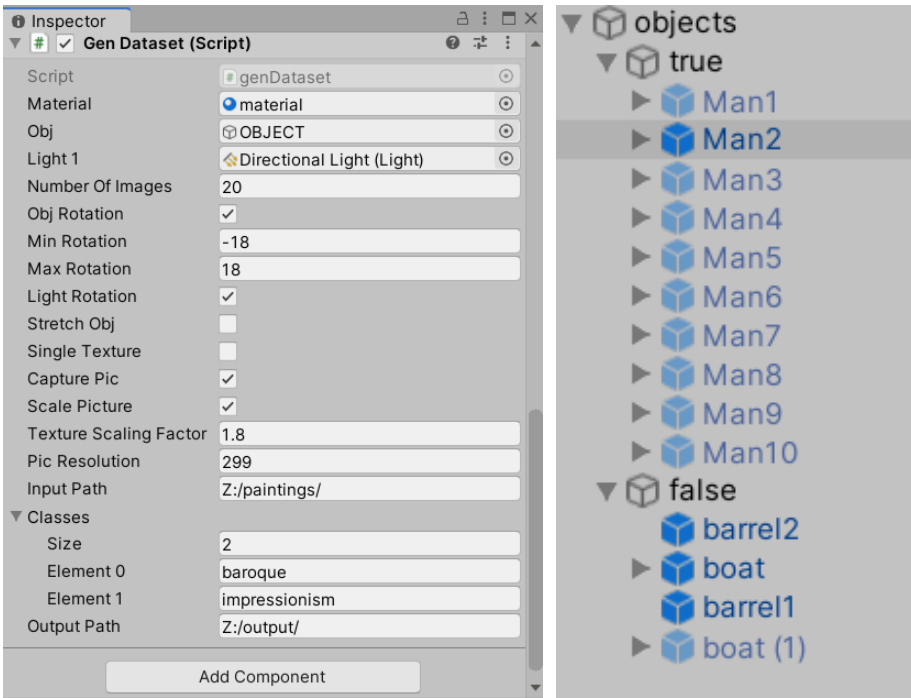 Inspector
Gen Dataset (Script)
Script genDataset
Material material
Obj OBJECT
Light 1 Directional Light (Light)
Number Of Images 20
Obj Rotation
Min Rotation -18
Max Rotation 18
Light Rotation
Stretch Obj
Single Texture
Capture Pic
Scale Picture
Texture Scaling Factor 1.8
Pic Resolution 299
Input Path Z:/paintings/
Classes
Size 2
Element 0 baroque
Element 1 impressionism
Output Path Z:/output/
Add Component
objects
true
Man1
Man2
Man3
Man4
Man5
Man6
Man7
Man8
Man9
Man10
false
barrel2
boat
barrel1
boat (1)